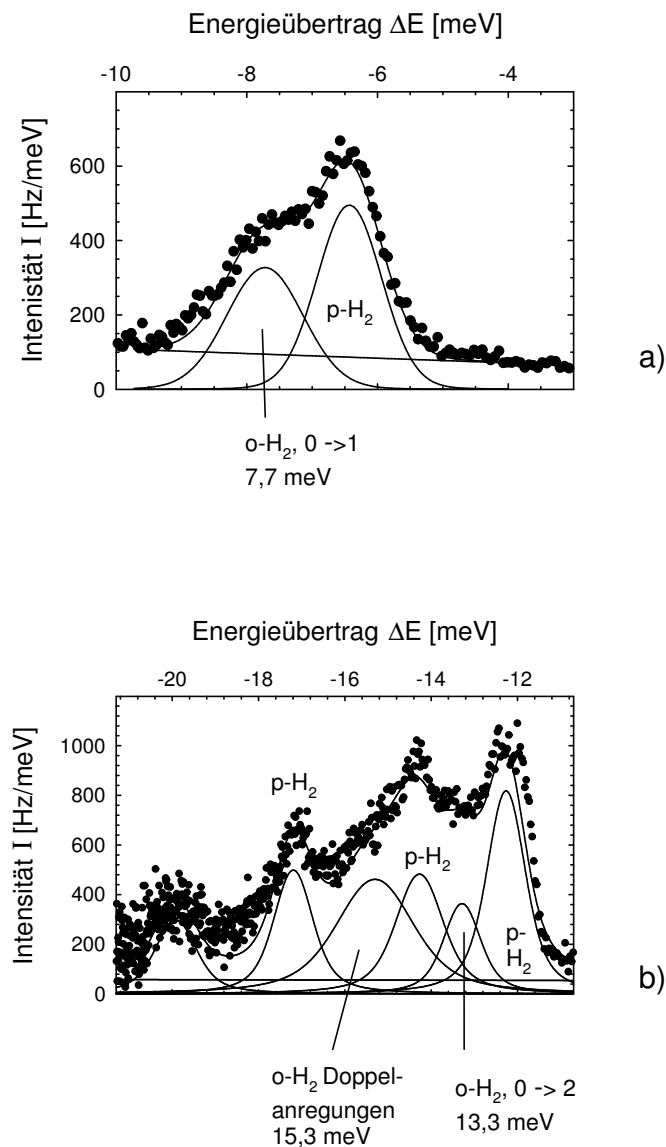 Energieübertrag ΔE [meV]
-10 -8 -6 -4
Intenistät I [Hz/meV]
600
400
200
0
p-H₂
a)
o-H₂, 0 ->1
7,7 meV
Energieübertrag ΔE [meV]
-20 -18 -16 -14 -12
Intensität I [Hz/meV]
1000
800
600
400
200
0
p-H₂
p-H₂
p-
H₂
b)
o-H₂ Doppel-
anregungen
15,3 meV
o-H₂, 0 -> 2
13,3 meV